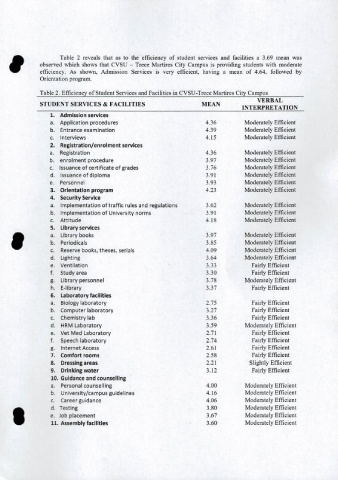 Table 2 reveals that as to the efficiency of student services and facilities a 3.69 mean was
observed which shows that CVSU – Trece Martires City Campus is providing students with moderate
efficiency. As shown, Admission Services is very efficient, having a mean of 4.64, followed by
Orientation program.
Table 2. Efficiency of Student Services and Facilities in CVSU-Trece Martires City Campus
STUDENT SERVICES & FACILITIES MEAN VERBAL INTERPRETATION
1. Admission services
a. Application procedures 4.36 Moderately Efficient
b. Entrance examination 4.39 Moderately Efficient
c. Interviews 4.15 Moderately Efficient
2. Registration/enrolment services
a. Registration 4.36 Moderately Efficient
b. enrolment procedure 3.97 Moderately Efficient
c. Issuance of certificate of grades 3.76 Moderately Efficient
d. Issuance of diploma 3.91 Moderately Efficient
e. Personnel 3.93 Moderately Efficient
3. Orientation program 4.23 Moderately Efficient
4. Security Service
a. Implementation of traffic rules and regulations 3.62 Moderately Efficient
b. Implementation of University norms 3.91 Moderately Efficient
c. Attitude 4.18 Moderately Efficient
5. Library services
a. Library books 3.97 Moderately Efficient
b. Periodicals 3.85 Moderately Efficient
c. Reserve books, theses, serials 4.09 Moderately Efficient
d. Lighting 3.64 Moderately Efficient
e. Ventilation 3.33 Fairly Efficient
f. Study area 3.30 Fairly Efficient
g. Library personnel 3.78 Moderately Efficient
h. E-library 3.37 Fairly Efficient
6. Laboratory facilities
a. Biology laboratory 2.75 Fairly Efficient
b. Computer laboratory 3.27 Fairly Efficient
c. Chemistry lab 3.36 Fairly Efficient
d. HRM Laboratory 3.59 Moderately Efficient
e. Vet Med Laboratory 2.71 Fairly Efficient
f. Speech laboratory 2.74 Fairly Efficient
g. Internet Access 2.61 Fairly Efficient
7. Comfort rooms 2.58 Fairly Efficient
8. Dressing areas 2.21 Slightly Efficient
9. Drinking water 3.12 Fairly Efficient
10. Guidance and counselling
a. Personal counselling 4.00 Moderately Efficient
b. University/campus guidelines 4.16 Moderately Efficient
c. Career guidance 4.06 Moderately Efficient
d. Testing 3.80 Moderately Efficient
e. Job placement 3.67 Moderately Efficient
11. Assembly facilities 3.60 Moderately Efficient